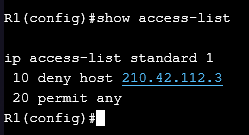 R1(config)#show access-list
ip access-list standard 1
10 deny host 210.42.112.3
20 permit any
R1(config)#